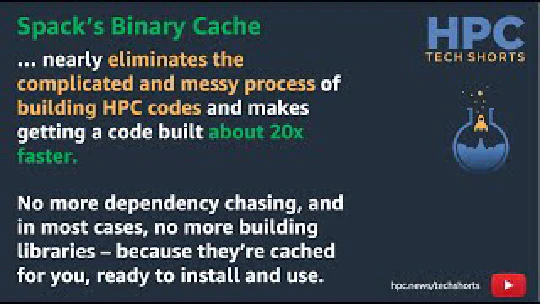 Spack's Binary Cache
... nearly eliminates the
complicated and messy process of
building HPC codes and makes
getting a code built about 20x
faster.
No more dependency chasing, and
in most cases, no more building
libraries – because they're cached
for you, ready to install and use.
HPC
TECH SHORTS
hpc.news/techshorts